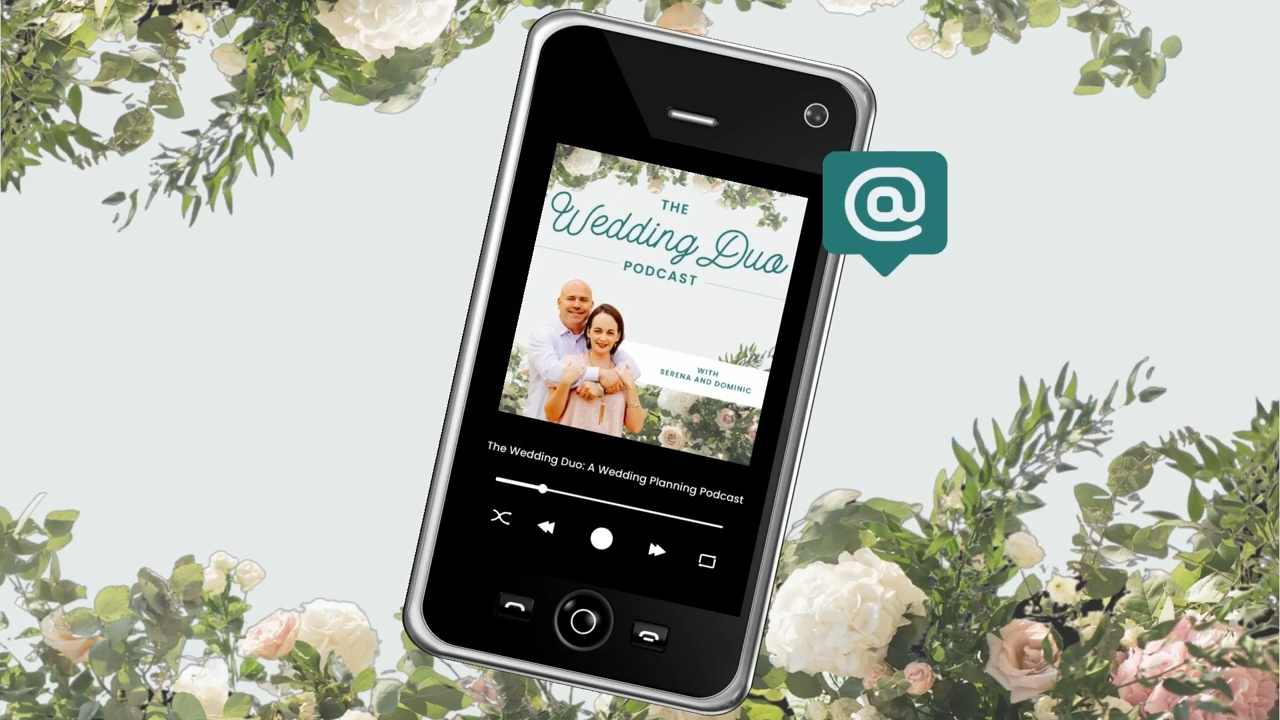 THE
Wedding Duo
PODCAST
WITH
SERENA AND DOMINIC
The Wedding Duo: A Wedding Planning Podcast
@